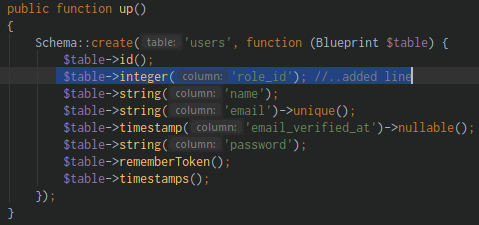 public function up()
{
Schema::create( table: 'users', function (Blueprint $table) {
$table->id();
$table->integer( column: 'role_id'); //..added line
$table->string( column: 'name');
$table->string( column: 'email')->unique();
$table->timestamp( column: 'email_verified_at')->nullable();
$table->string( column: 'password');
$table->rememberToken();
$table->timestamps();
});
}